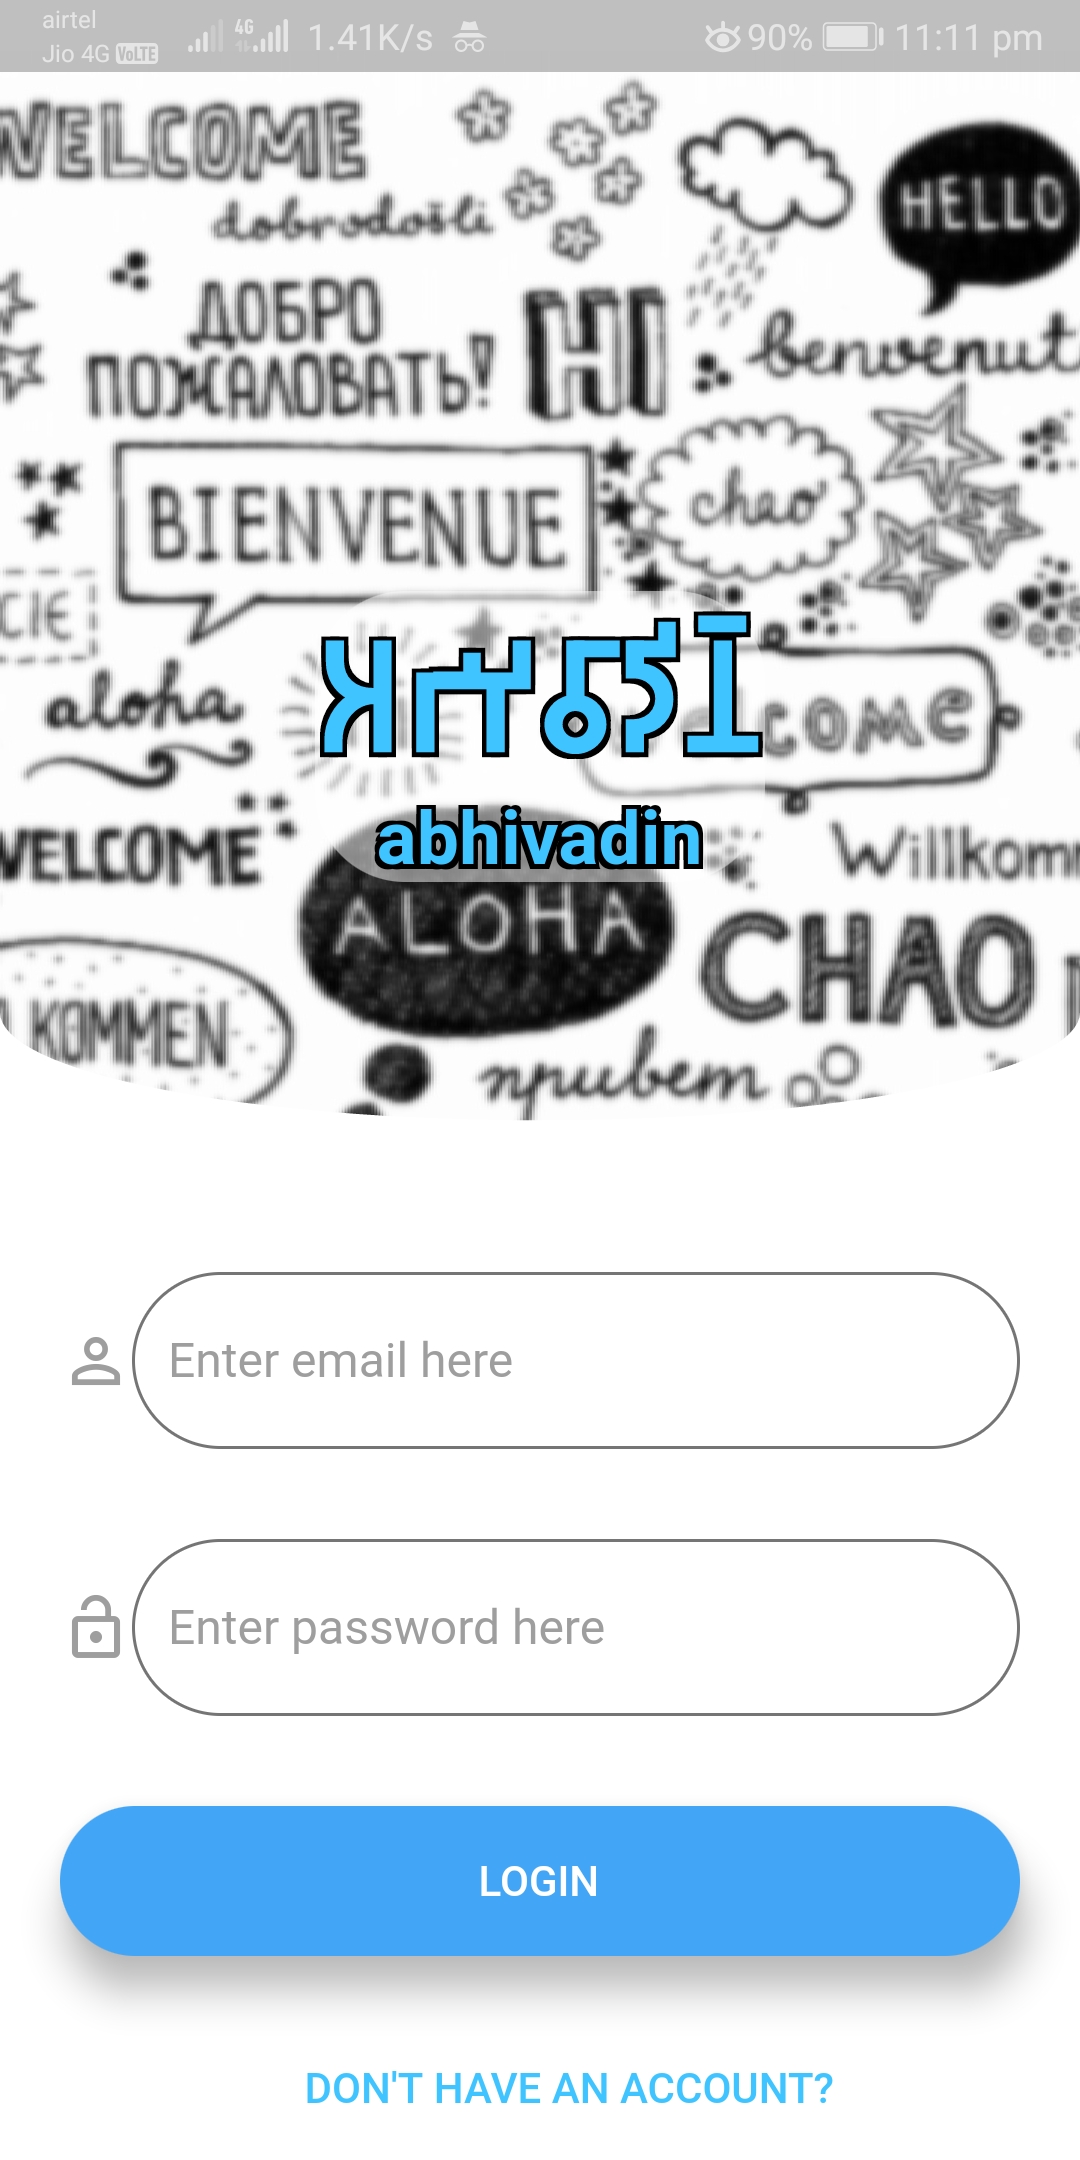 airtel
Jio 4G VoLTE 4G 1.41K/s 90% 11:11 pm
WELCOME
dobrodošli
HELLO
ДОБРО
ПОЖАЛОВАТЬ!
HI
benvenut
BIENVENUE
chao
CIE
aloha
come
abhivadin
WELCOME
Willkom
ALOHA
CHAO
KOMMEN
привет
Enter email here
Enter password here
LOGIN
DON'T HAVE AN ACCOUNT?